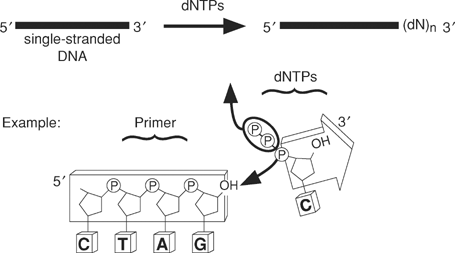 dNTPs
5′ 3′ 5′ (dN)n 3′
single-stranded
DNA
dNTPs
Example: Primer 3′
P
P
OH
P
5′ OH
P P P
C
C T A G